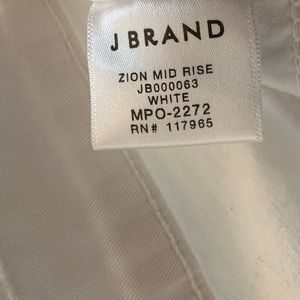 J BRAND
ZION MID RISE
JB000063
WHITE
MPO-2272
RN# 117965